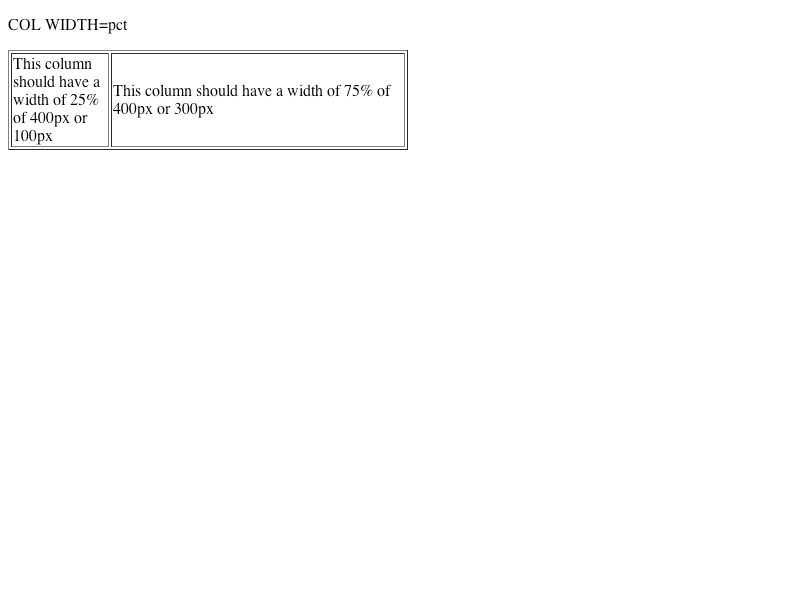 COL WIDTH=pct
This column
should have a
width of 25%
of 400px or
100px
This column should have a width of 75% of
400px or 300px